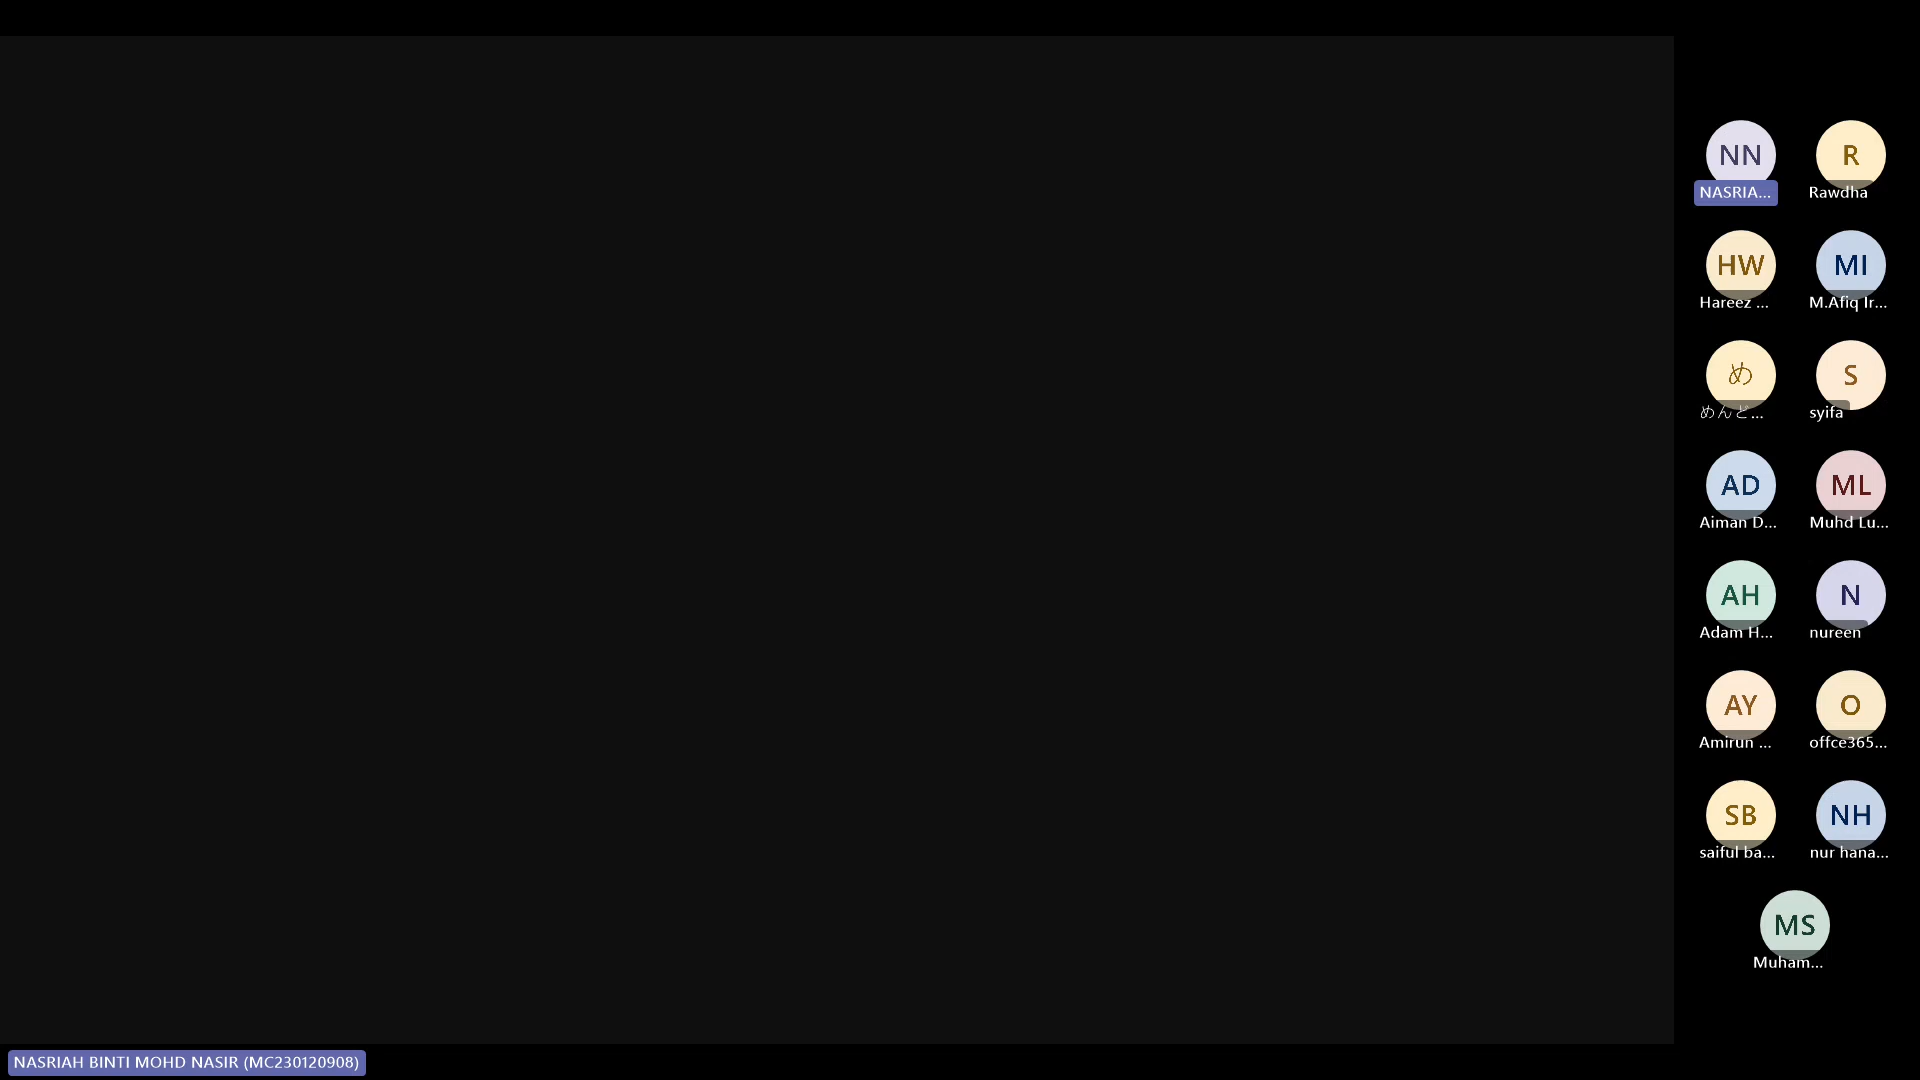 NN
R
NASRIA...
Rawdha
HW
MI
Hareez ...
M.Afiq Ir...
め
S
めんど...
syifa
AD
ML
Aiman D...
Muhd Lu...
AH
N
Adam H...
nureen
AY
O
Amirun ...
offce365...
SB
NH
saiful ba...
nur hana...
MS
Muham...
NASRIAH BINTI MOHD NASIR (MC230120908)